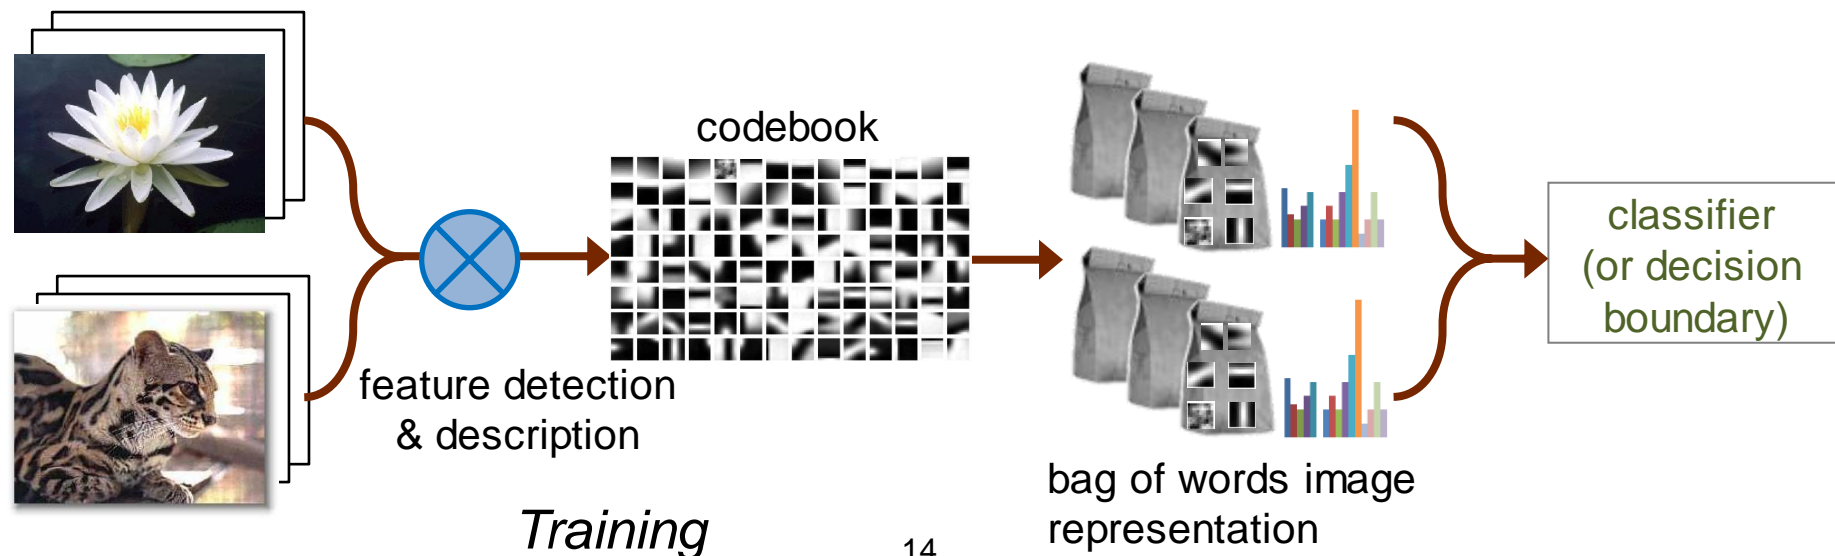 codebook
feature detection
& description
bag of words image
representation
classifier
(or decision
boundary)
Training
14